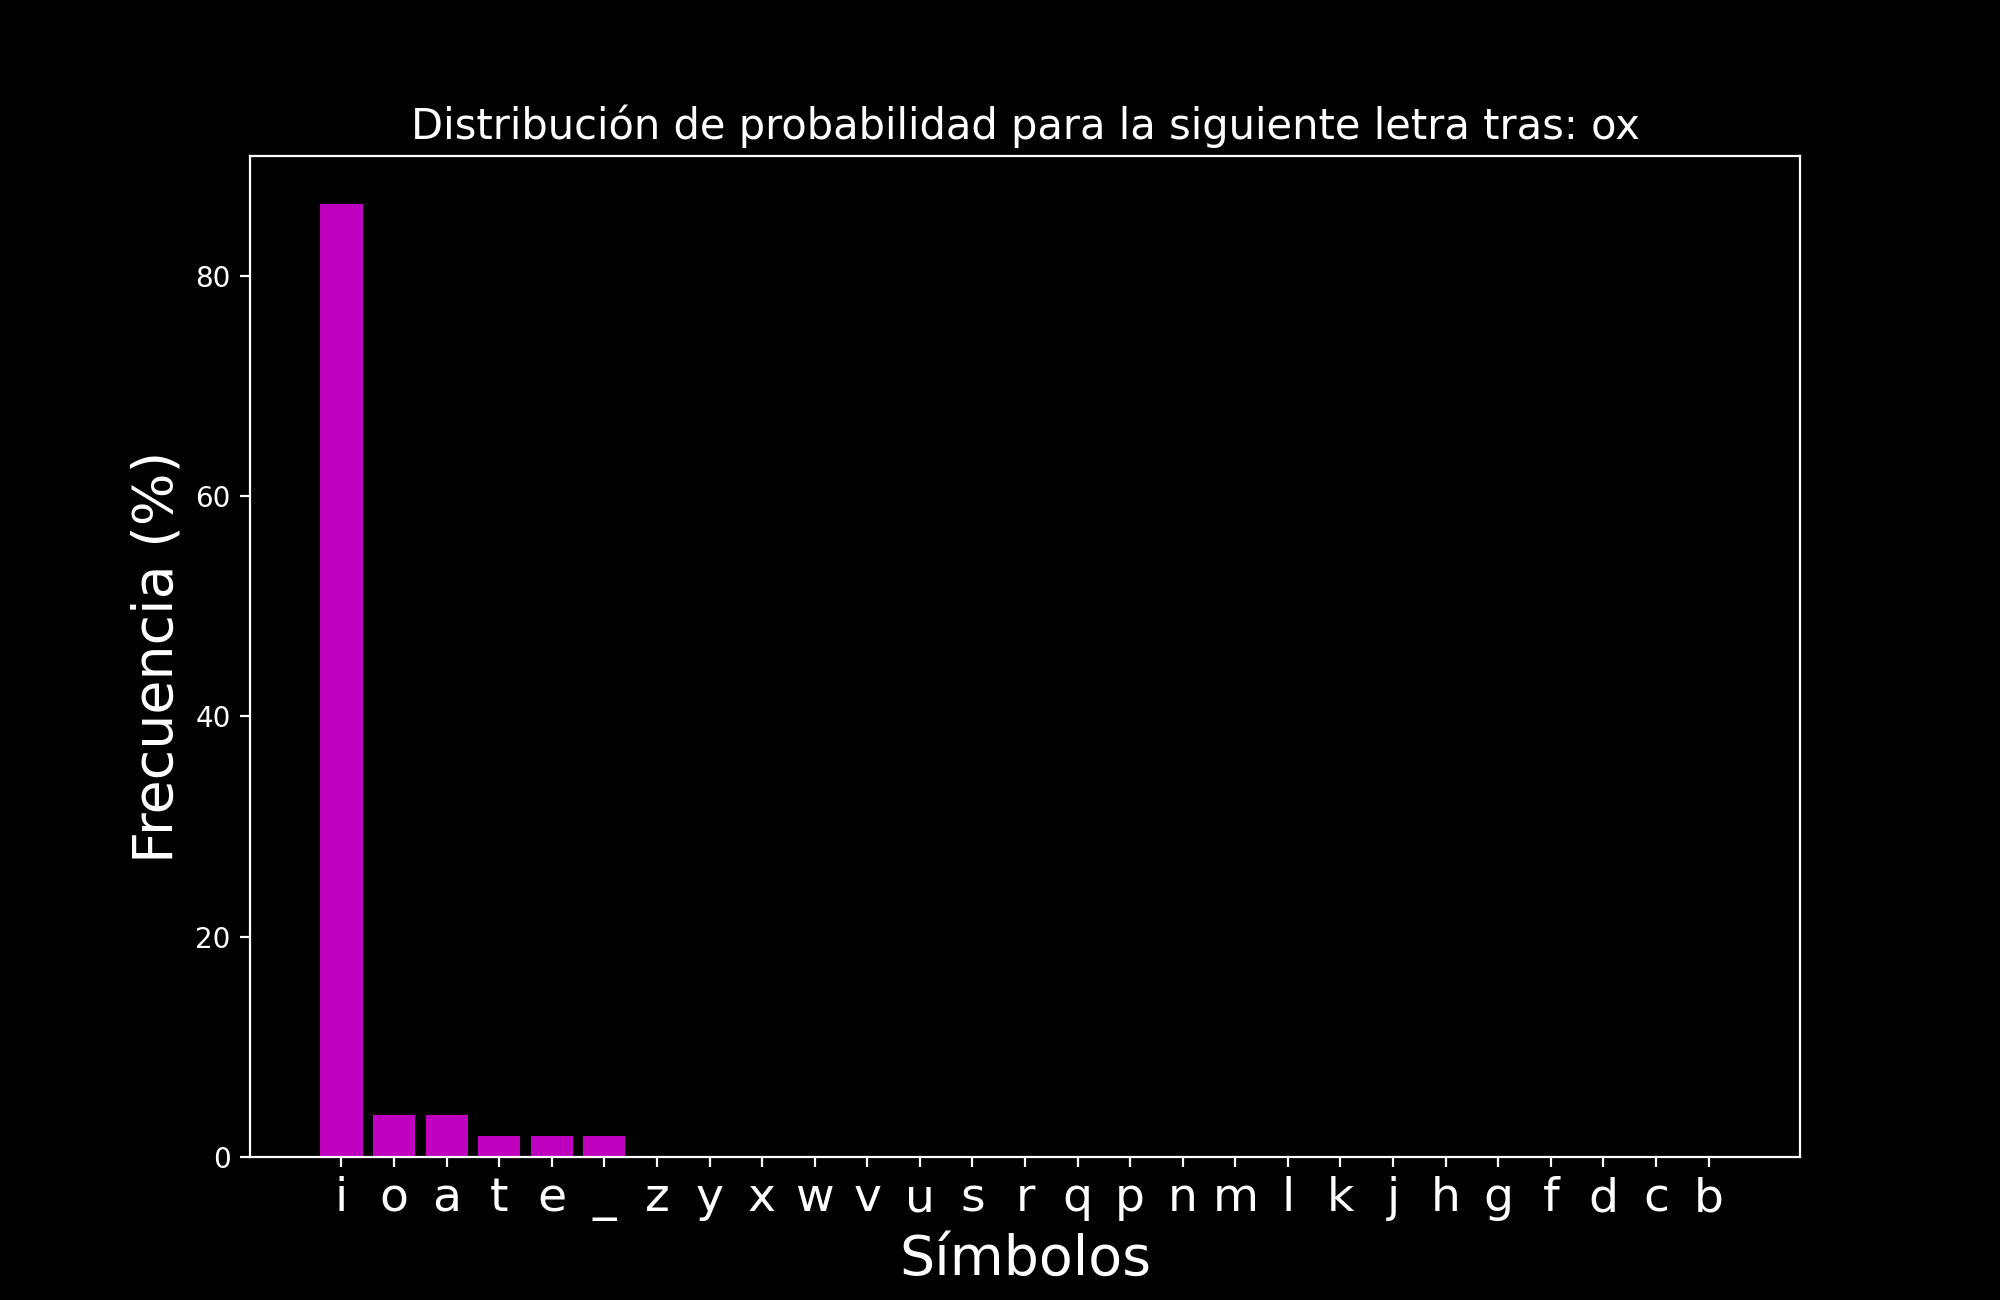 Distribución de probabilidad para la siguiente letra tras: ox
Frecuencia (%)
80
60
40
20
0
i o a t e _ z y x w v u s r q p n m l k j h g f d c b
Símbolos